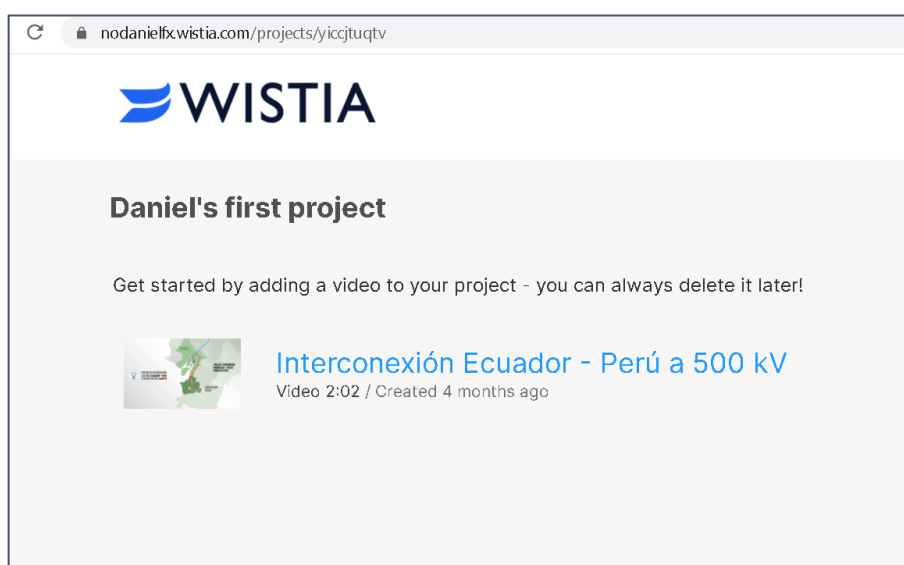 nodanielfx.wistia.com/projects/yiccjtuqtv
WISTIA
Daniel's first project
Get started by adding a video to your project - you can always delete it later!
Interconexión Ecuador - Perú a 500 kV
Video 2:02 / Created 4 months ago